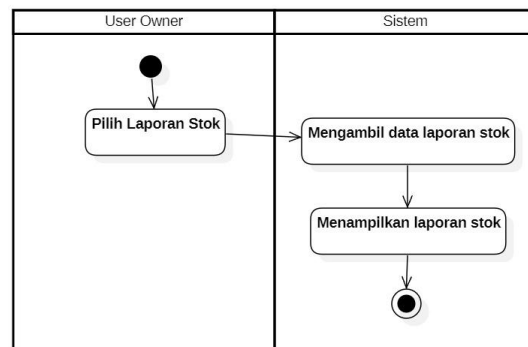 User Owner
Sistem
Pilih Laporan Stok
Mengambil data laporan stok
Menampilkan laporan stok